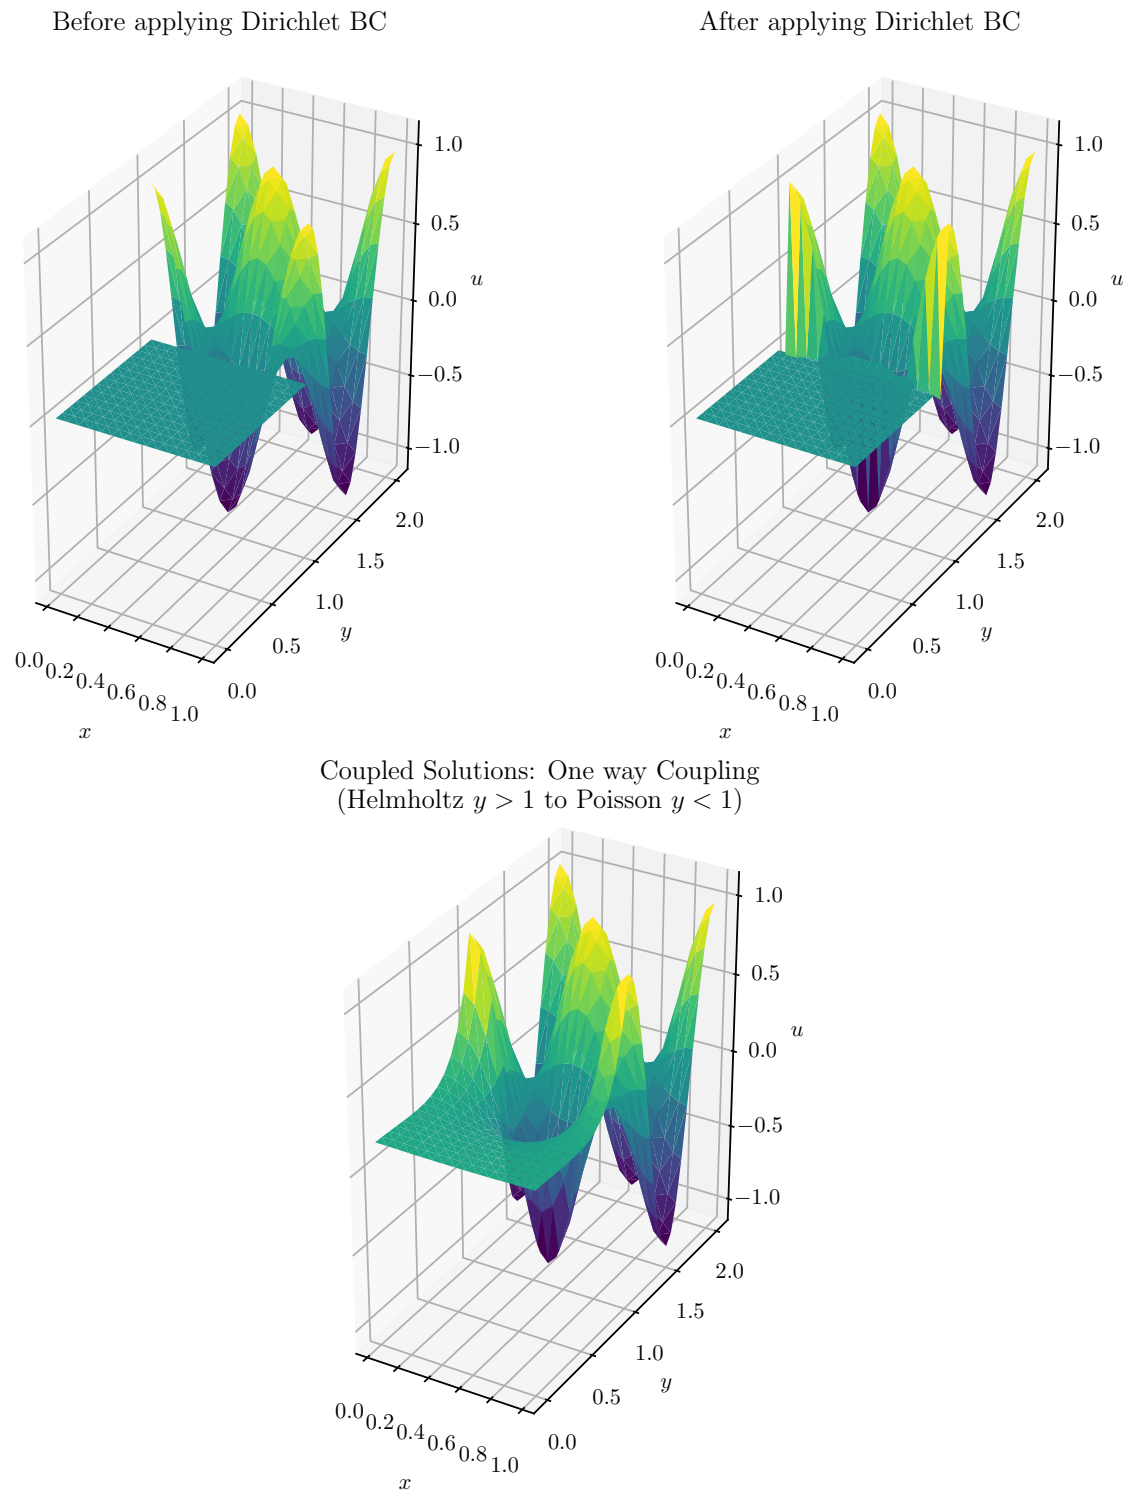 Before applying Dirichlet BC
1.0
0.5
u
0.0
−0.5
−1.0
2.0
1.5
1.0
y
0.5
0.0
0.0 0.2 0.4 0.6 0.8 1.0
x
After applying Dirichlet BC
1.0
0.5
u
0.0
−0.5
−1.0
2.0
1.5
1.0
y
0.5
0.0
0.0 0.2 0.4 0.6 0.8 1.0
x
Coupled Solutions: One way Coupling
(Helmholtz y > 1 to Poisson y < 1)
1.0
0.5
u
0.0
−0.5
−1.0
2.0
1.5
1.0
y
0.5
0.0
0.0 0.2 0.4 0.6 0.8 1.0
x